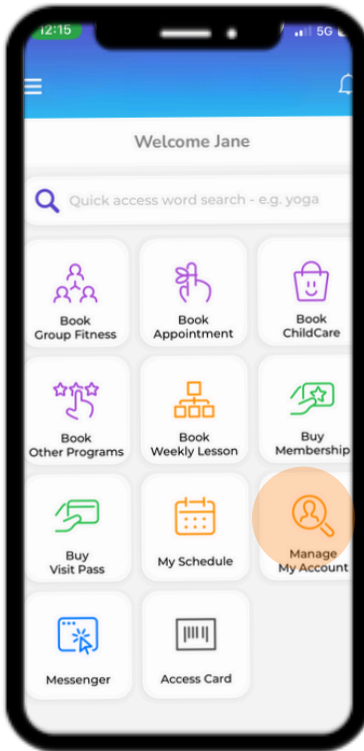 12:15
5G
Welcome Jane
Quick access word search - e.g. yoga
Book
Group Fitness
Book
Appointment
Book
ChildCare
Book
Other Programs
Book
Weekly Lesson
Buy
Membership
Buy
Visit Pass
My Schedule
Manage
My Account
Messenger
Access Card